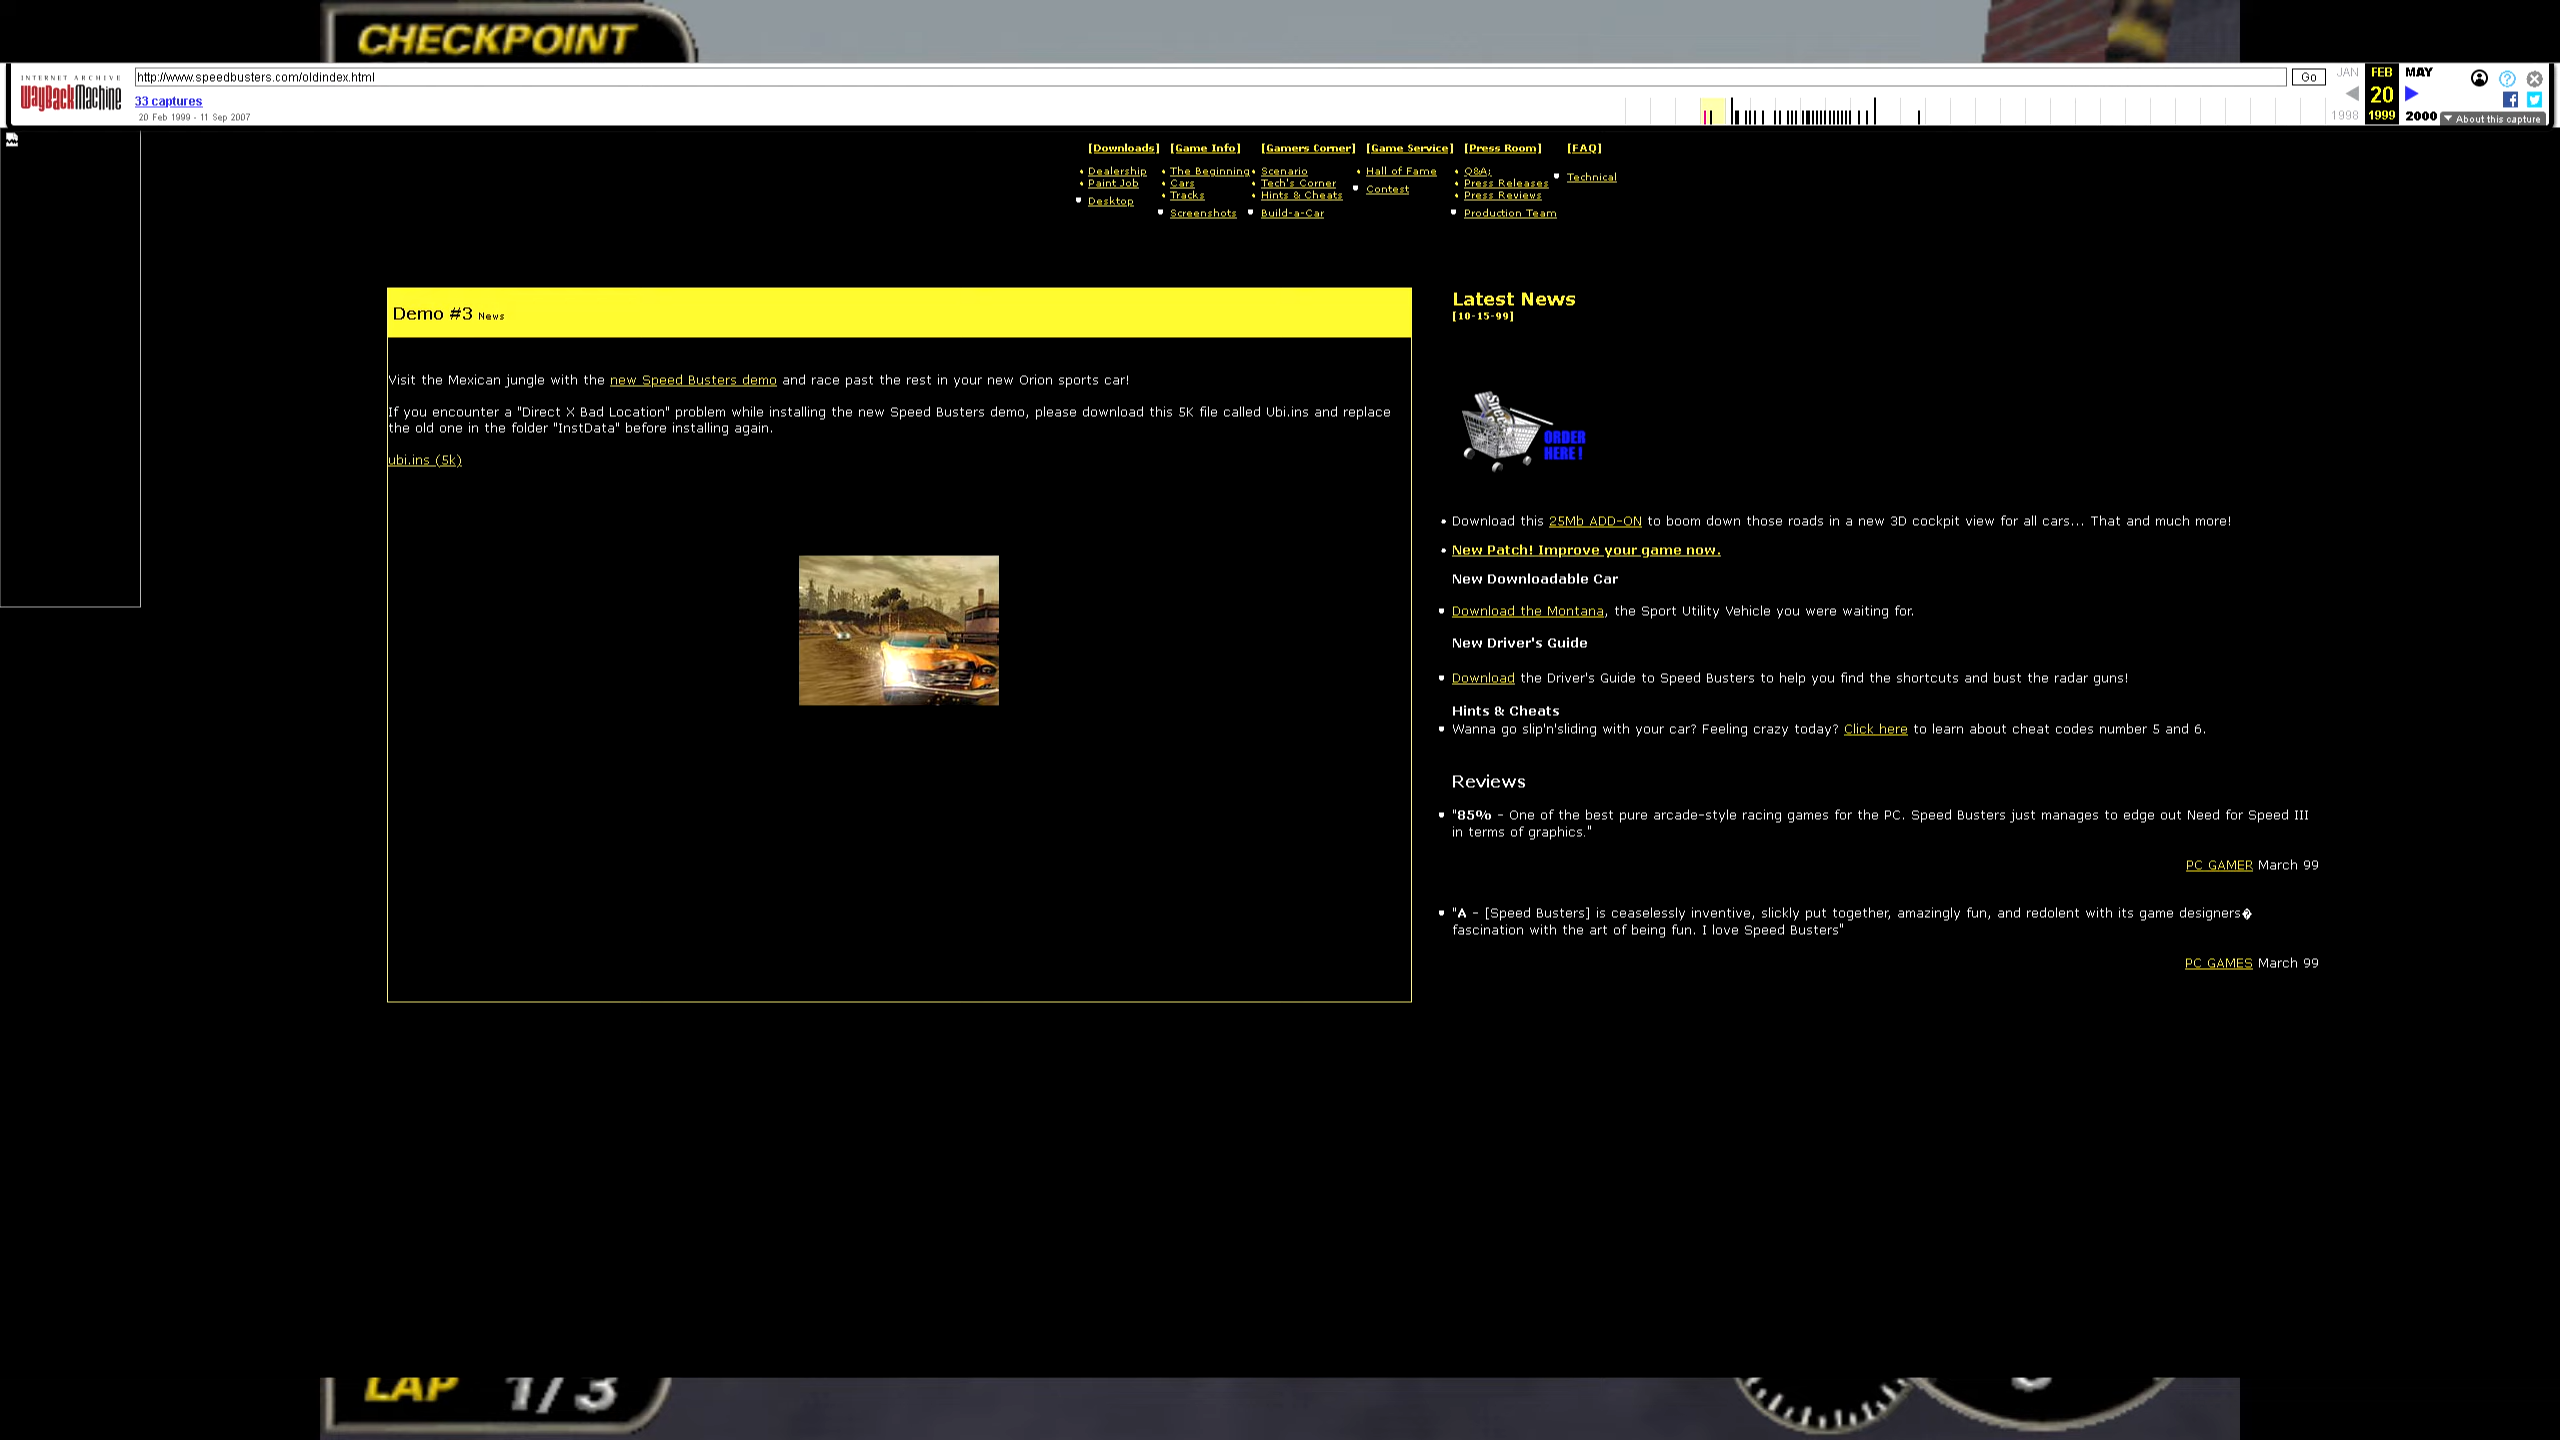 CHECKPOINT
INTERNET ARCHIVE
WayBackMachine
http://www.speedbusters.com/oldindex.html
Go
JAN
FEB
MAY
33 captures
20
20 Feb 1999 - 11 Sep 2007
1998
1999
2000
About this capture
[Downloads]
Dealership
Paint Job
Desktop
[Game Info]
The Beginning
Cars
Tracks
Screenshots
[Gamers Corner]
Scenario
Tech's Corner
Hints & Cheats
Build-a-Car
[Game Service]
Hall of Fame
Contest
[Press Room]
Q&A;
Press Releases
Press Reviews
Production Team
[FAQ]
Technical
Demo #3 News
Visit the Mexican jungle with the new Speed Busters demo and race past the rest in your new Orion sports car!
If you encounter a "Direct X Bad Location" problem while installing the new Speed Busters demo, please download this 5K file called Ubi.ins and replace
the old one in the folder "InstData" before installing again.
ubi.ins (5k)
Latest News
[10-15-99]
ORDER
HERE!
Download this 25Mb ADD-ON to boom down those roads in a new 3D cockpit view for all cars... That and much more!
New Patch! Improve your game now.
New Downloadable Car
Download the Montana, the Sport Utility Vehicle you were waiting for.
New Driver's Guide
Download the Driver's Guide to Speed Busters to help you find the shortcuts and bust the radar guns!
Hints & Cheats
Wanna go slip'n'sliding with your car? Feeling crazy today? Click here to learn about cheat codes number 5 and 6.
Reviews
"85% - One of the best pure arcade-style racing games for the PC. Speed Busters just manages to edge out Need for Speed III
in terms of graphics."
PC GAMER March 99
"A - [Speed Busters] is ceaselessly inventive, slickly put together, amazingly fun, and redolent with its game designers�
fascination with the art of being fun. I love Speed Busters"
PC GAMES March 99
LAP 1/3